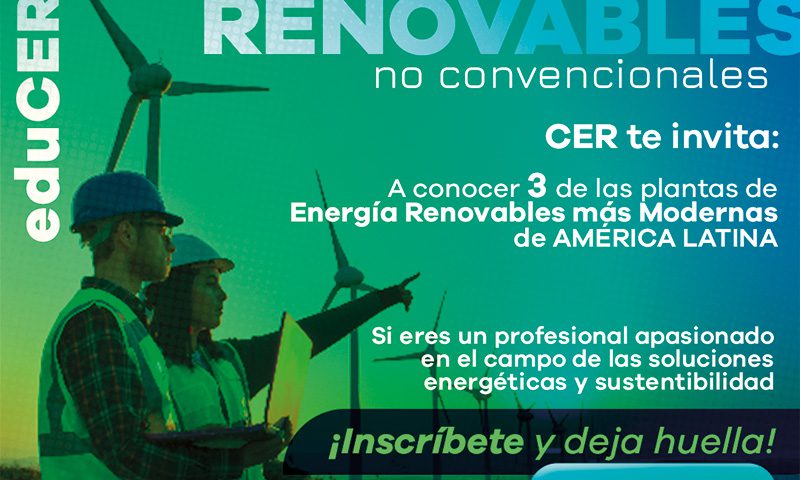 eduCER
RENOVABLES
no convencionales
CER te invita:
A conocer 3 de las plantas de
Energía Renovables más Modernas
de AMÉRICA LATINA
Si eres un profesional apasionado
en el campo de las soluciones
energéticas y sustentibilidad
¡Inscríbete y deja huella!